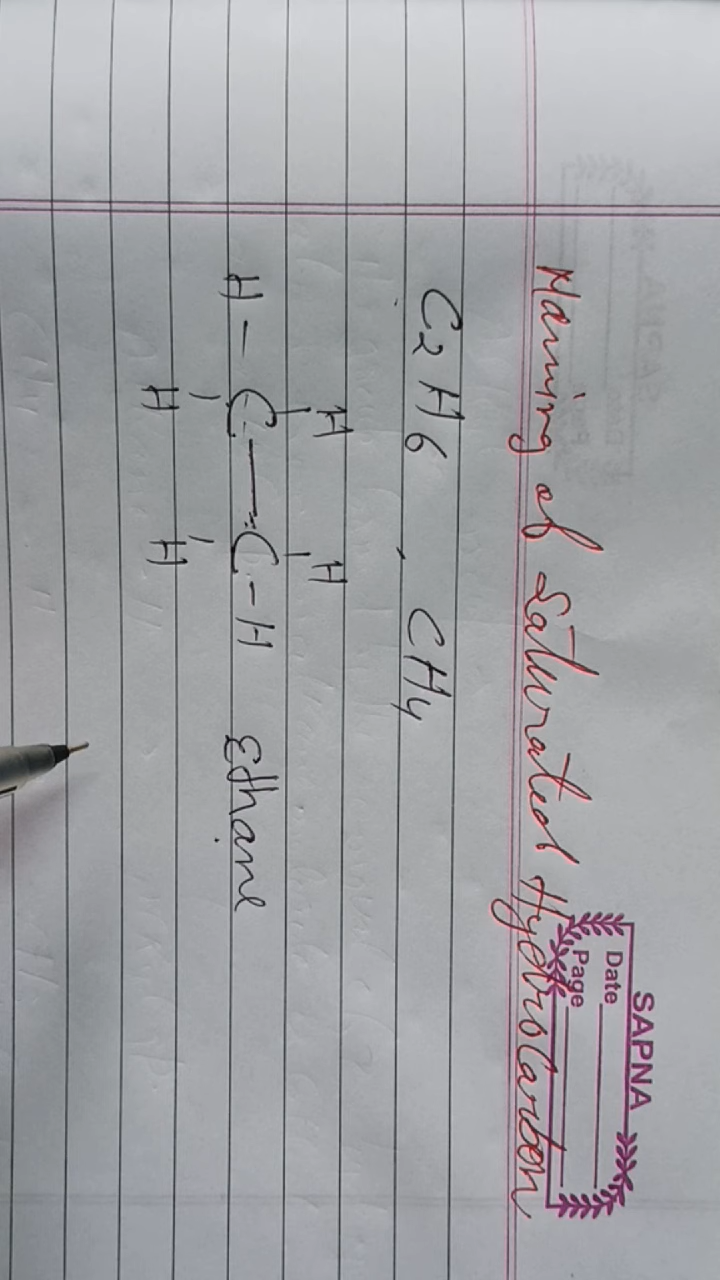 SAPNA
Date
Page
Naming of Saturated Hydrocarbon
C2H6, CH4
H H
H - C — C - H Ethane
H H